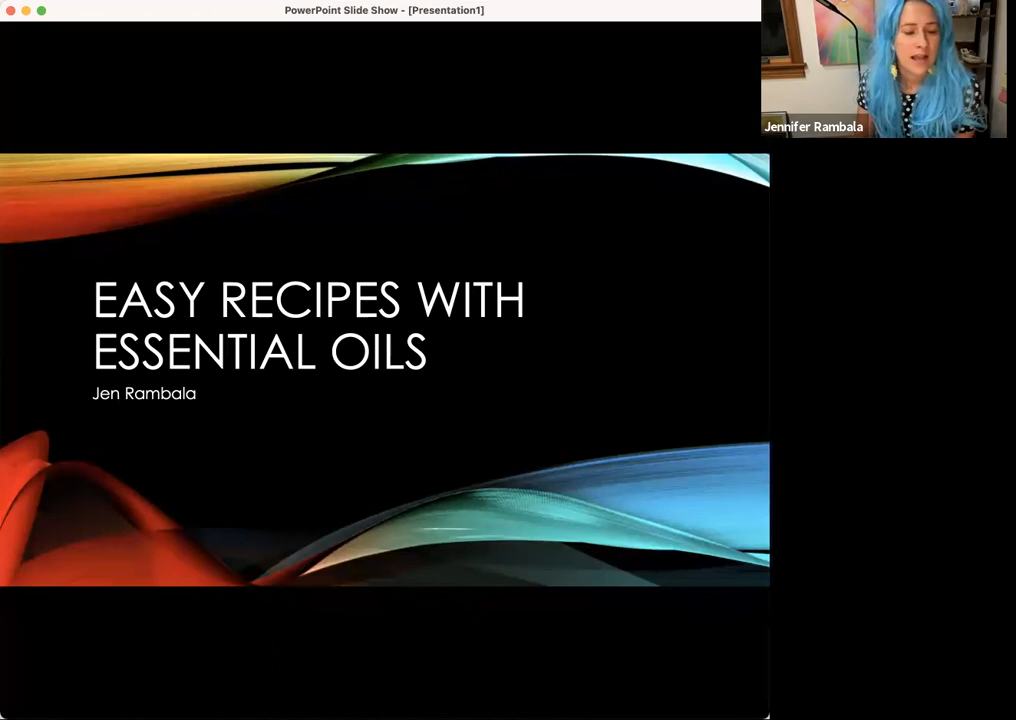 PowerPoint Slide Show - [Presentation1]
Jennifer Rambala
EASY RECIPES WITH
ESSENTIAL OILS
Jen Rambala